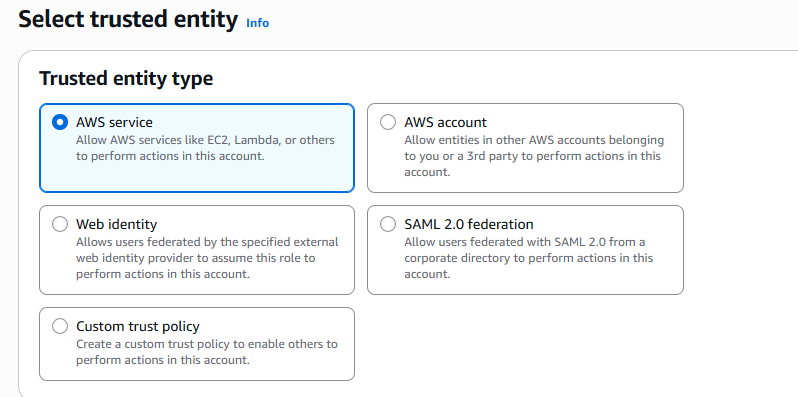 Select trusted entity Info
Trusted entity type
AWS service
Allow AWS services like EC2, Lambda, or others
to perform actions in this account.
AWS account
Allow entities in other AWS accounts belonging
to you or a 3rd party to perform actions in this
account.
Web identity
Allows users federated by the specified external
web identity provider to assume this role to
perform actions in this account.
SAML 2.0 federation
Allow users federated with SAML 2.0 from a
corporate directory to perform actions in this
account.
Custom trust policy
Create a custom trust policy to enable others to
perform actions in this account.